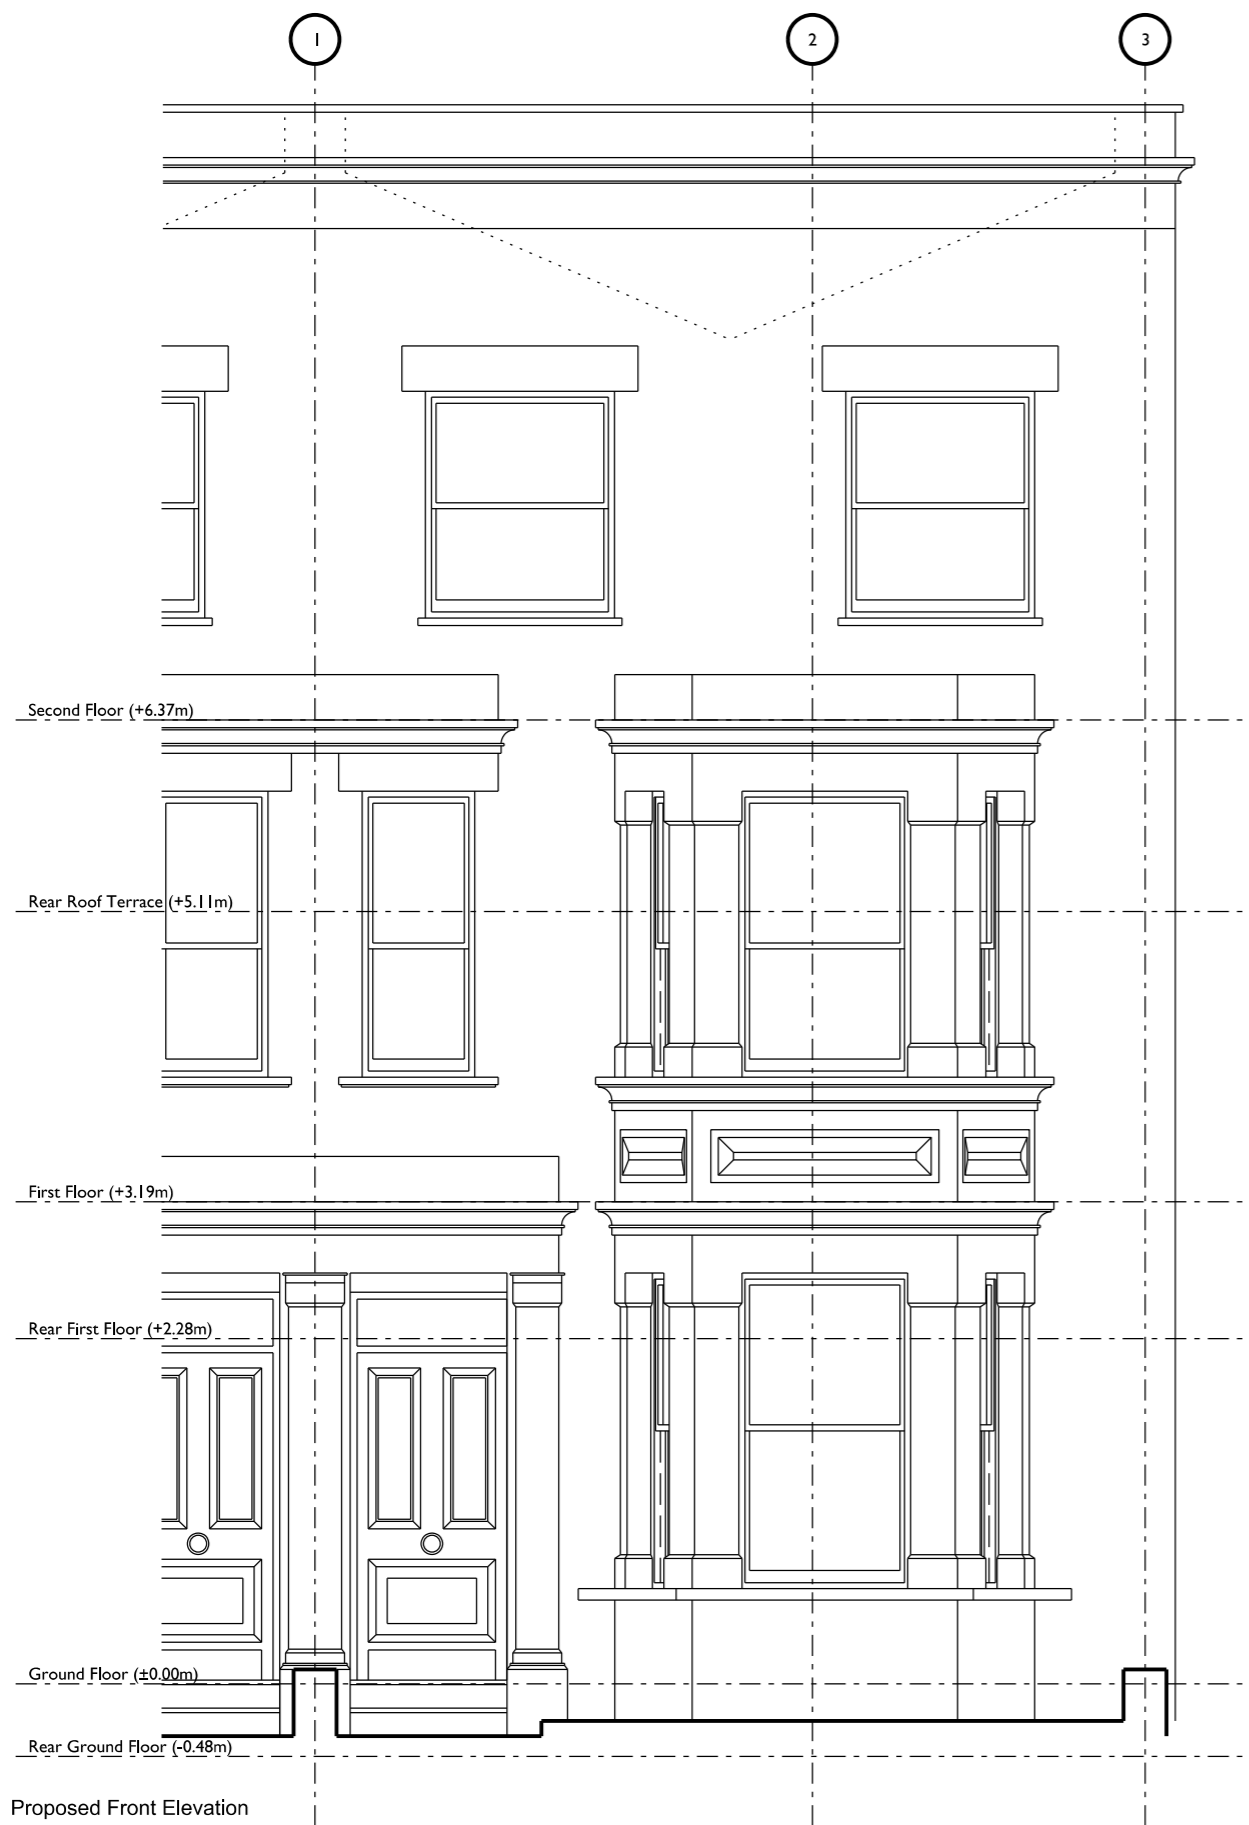 1 2 3
Second Floor (+6.37m)
Rear Roof Terrace (+5.11m)
First Floor (+3.19m)
Rear First Floor (+2.28m)
Ground Floor (±0.00m)
Rear Ground Floor (-0.48m)
Proposed Front Elevation